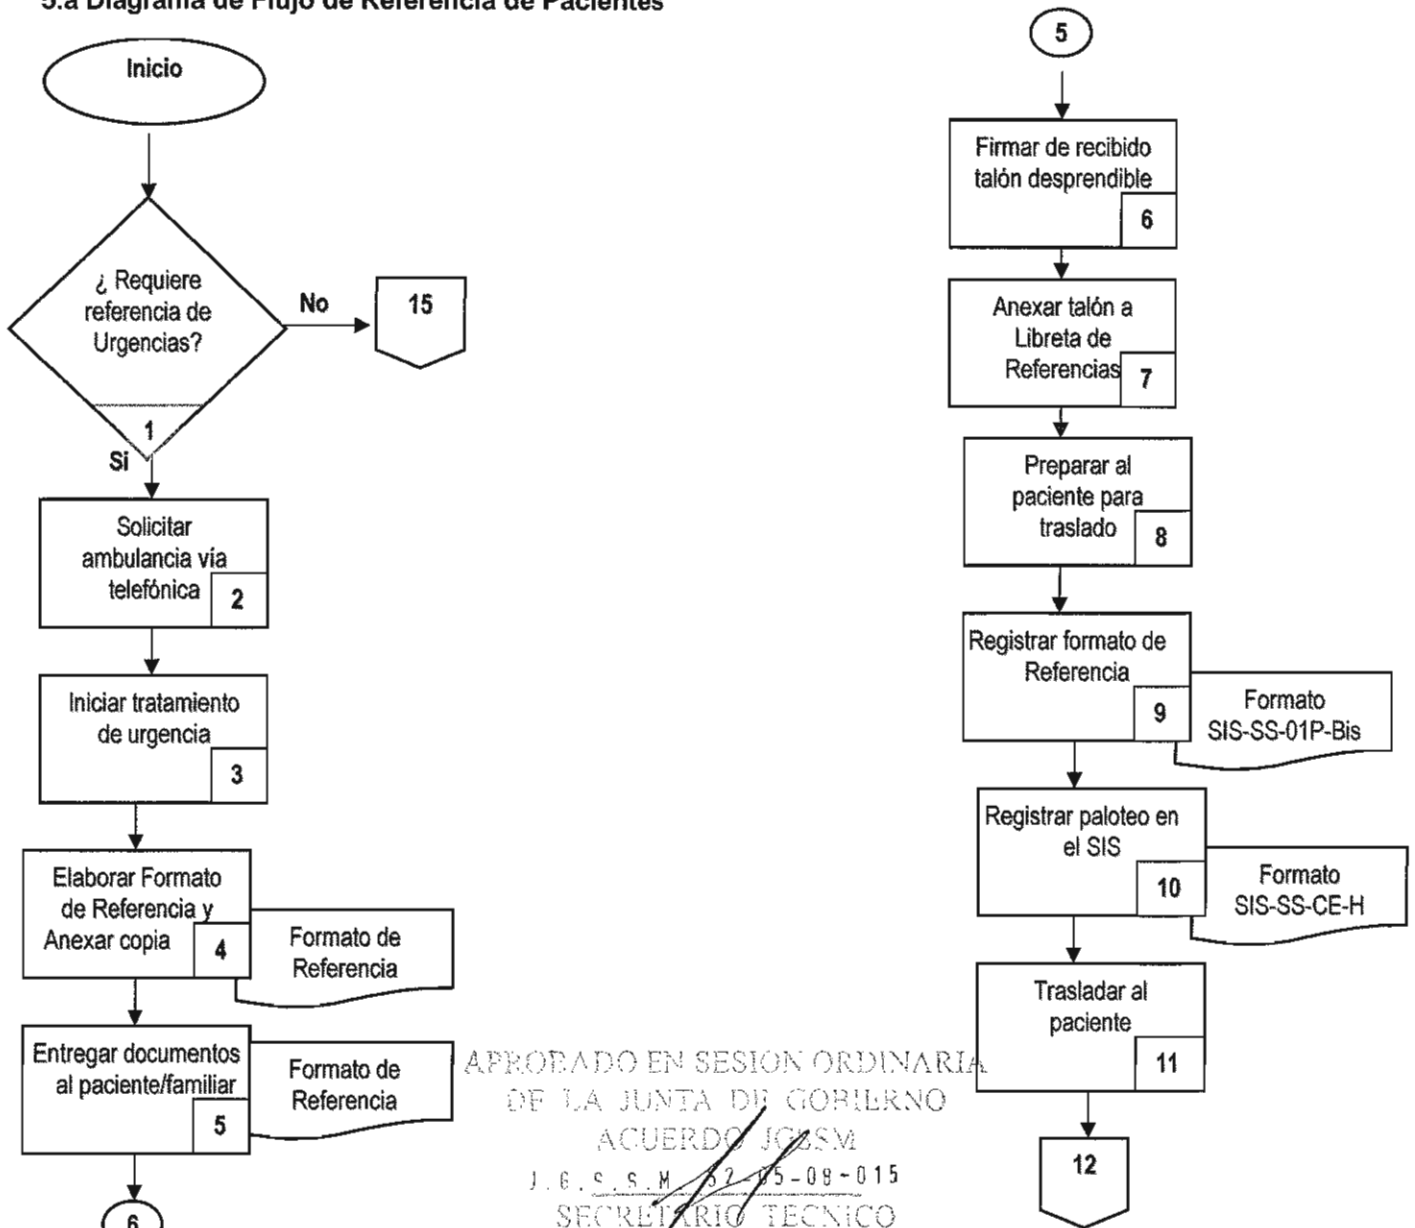 5.a Diagrama de Flujo de Referencia de Pacientes
Inicio
¿ Requiere
referencia de
Urgencias?
1
No
15
Si
Solicitar
ambulancia vía
telefónica
2
Iniciar tratamiento
de urgencia
3
Elaborar Formato
de Referencia y
Anexar copia
4
Formato de
Referencia
Entregar documentos
al paciente/familiar
5
Formato de
Referencia
6
5
Firmar de recibido
talón desprendible
6
Anexar talón a
Libreta de
Referencias
7
Preparar al
paciente para
traslado
8
Registrar formato de
Referencia
9
Formato
SIS-SS-01P-Bis
Registrar paloteo en
el SIS
10
Formato
SIS-SS-CE-H
Trasladar al
paciente
11
12
APROBADO EN SESION ORDINARIA
DE LA JUNTA DE GOBIERNO
ACUERDO
J.G.S.S.M
SECRETARIO TECNICO